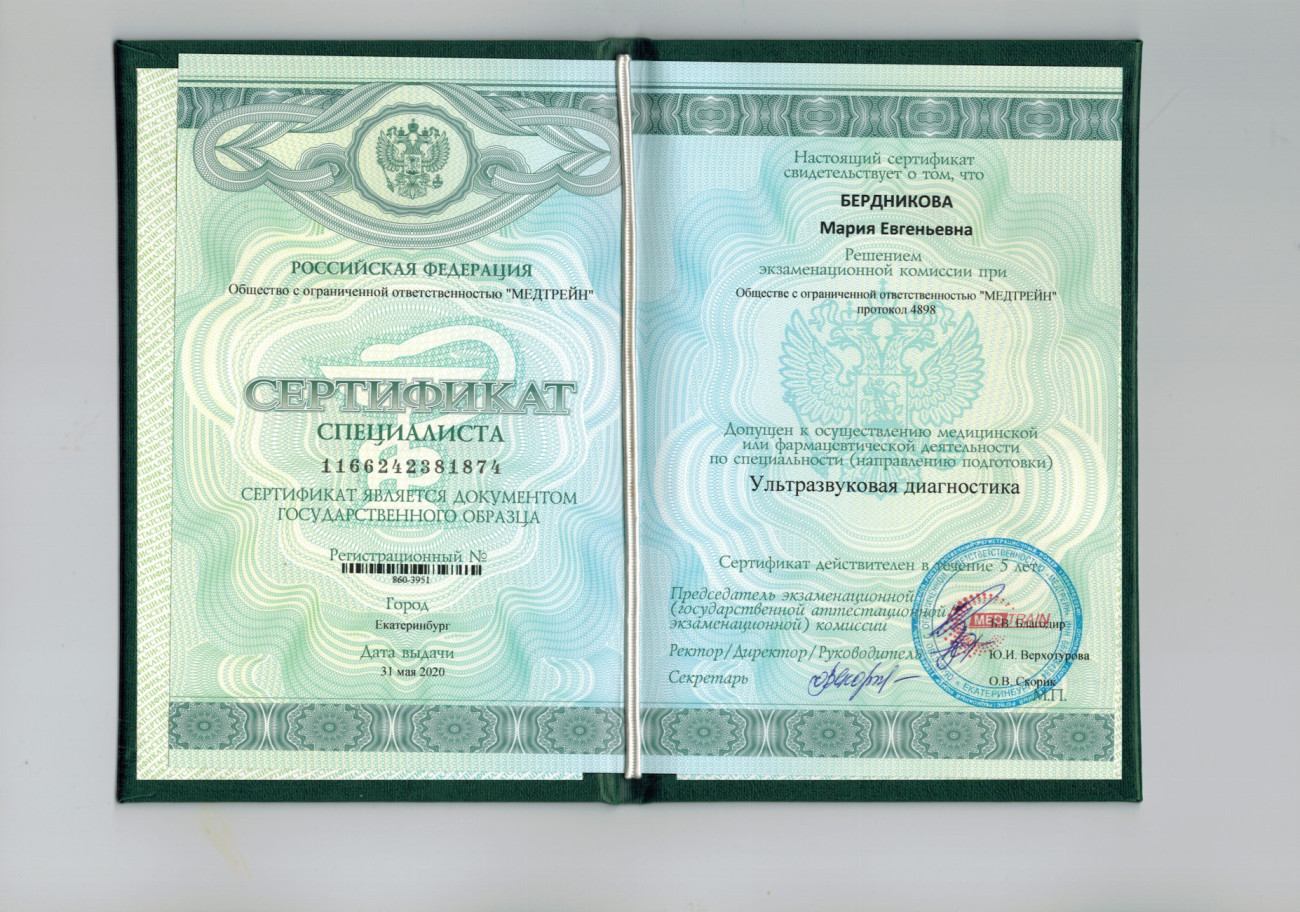 РОССИЙСКАЯ ФЕДЕРАЦИЯ
Общество с ограниченной ответственностью "МЕДТРЕЙН"
СЕРТИФИКАТ
СПЕЦИАЛИСТА
1166242381874
СЕРТИФИКАТ ЯВЛЯЕТСЯ ДОКУМЕНТОМ
ГОСУДАРСТВЕННОГО ОБРАЗЦА
Регистрационный №
860-3951
Город
Екатеринбург
Дата выдачи
31 мая 2020
Настоящий сертификат
свидетельствует о том, что
БЕРДНИКОВА
Мария Евгеньевна
Решением
экзаменационной комиссии при
Обществе с ограниченной ответственностью "МЕДТРЕЙН"
протокол 4898
Допущен к осуществлению медицинской
или фармацевтической деятельности
по специальности (направлению подготовки)
Ультразвуковая диагностика
Сертификат действителен в течение 5 лет
Председатель экзаменационной
(государственной аттестационной
экзаменационной) комиссии
Благодир
Ректор/Директор/Руководитель
Ю.И. Верхотурова
Секретарь
О.В. Скорик
М.П.
MEDTRAIN